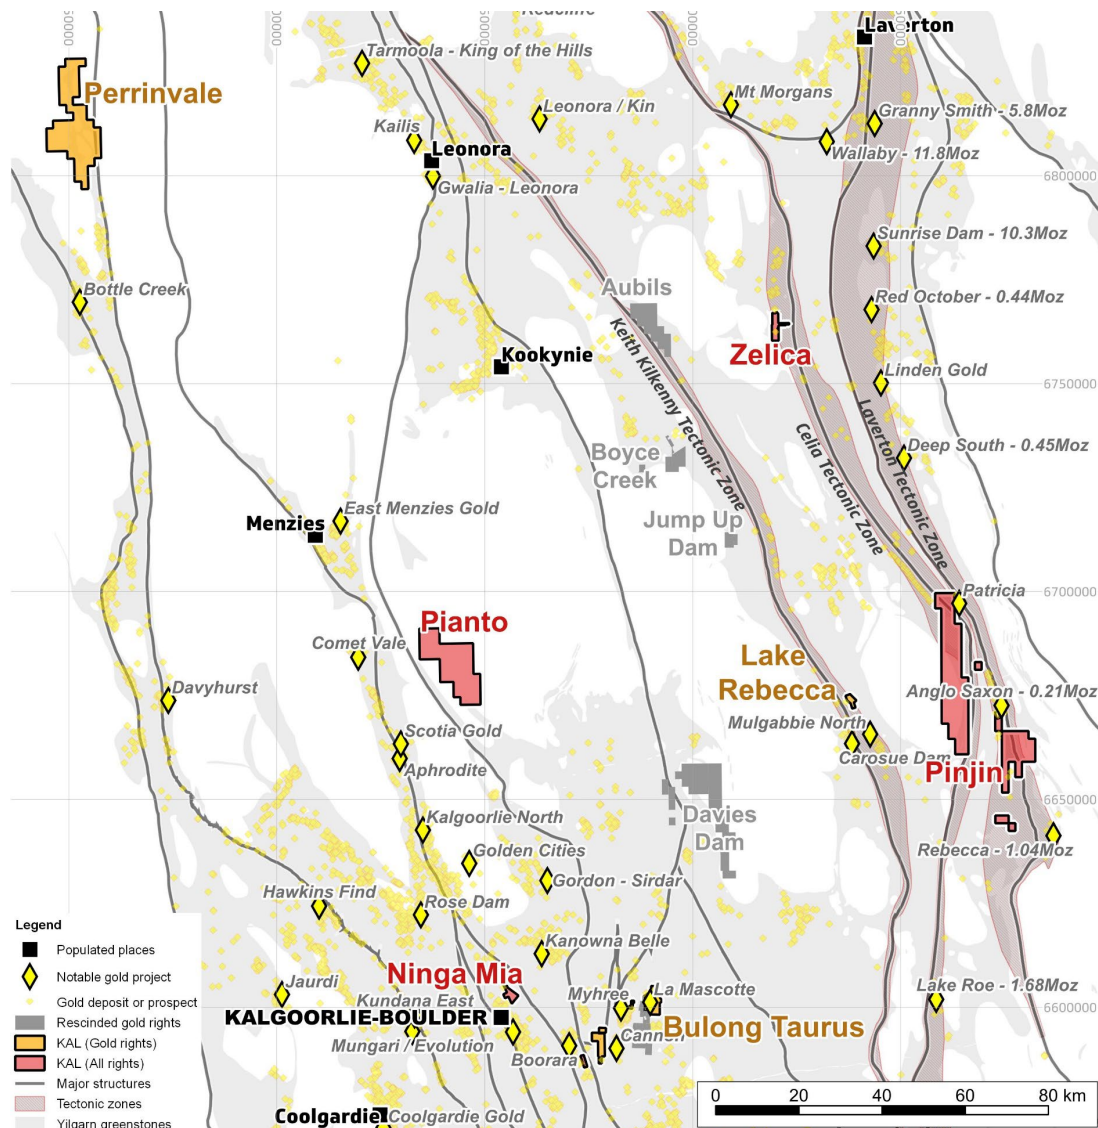 Redcliffe
Laverton
00000
00000
00000
00000
00000
Tarmoola - King of the Hills
Perrinvale
Mt Morgans
Leonora / Kin
Granny Smith - 5.8Moz
Kailis
Leonora
Wallaby - 11.8Moz
6800000
Gwalia - Leonora
Sunrise Dam - 10.3Moz
Bottle Creek
Aubils
Red October - 0.44Moz
Keith Kilkenny Tectonic Zone
Kookynie
Zelica
Linden Gold
6750000
Celia Tectonic Zone
Laverton Tectonic Zone
Deep South - 0.45Moz
Boyce
Creek
East Menzies Gold
Menzies
Jump Up
Dam
6700000
Patricia
Pianto
Comet Vale
Lake
Rebecca
Davyhurst
Anglo Saxon - 0.21Moz
Scotia Gold
Mulgabbie North
Carosue Dam
Aphrodite
Pinjin
6650000
Kalgoorlie North
Davies
Dam
Golden Cities
Rebecca - 1.04Moz
Gordon - Sirdar
Hawkins Find
Rose Dam
Kanowna Belle
Ninga Mia
Jaurdi
Kundana East
Myhree
La Mascotte
Lake Roe - 1.68Moz
6600000
KALGOORLIE-BOULDER
Bulong Taurus
Cannon
Mungari / Evolution
Boorara
Coolgardie
Coolgardie Gold
Legend
Populated places
Notable gold project
Gold deposit or prospect
Rescinded gold rights
KAL (Gold rights)
KAL (All rights)
Major structures
Tectonic zones
Yilgarn greenstones
0 20 40 60 80 km